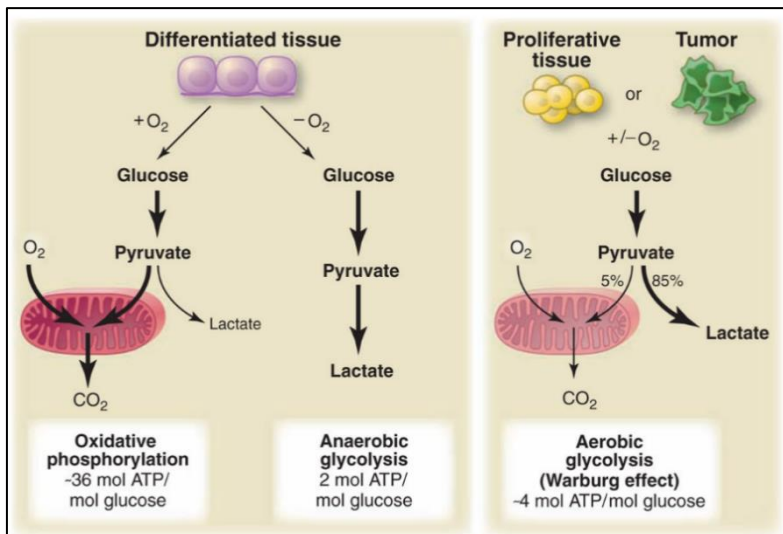 Differentiated tissue
+O₂
−O₂
Glucose
Glucose
O₂
Pyruvate
Pyruvate
Lactate
Lactate
CO₂
Oxidative
phosphorylation
-36 mol ATP/
mol glucose
Anaerobic
glycolysis
2 mol ATP/
mol glucose
Proliferative
tissue
or
Tumor
+/−O₂
Glucose
O₂
Pyruvate
5%
85%
Lactate
CO₂
Aerobic
glycolysis
(Warburg effect)
-4 mol ATP/mol glucose